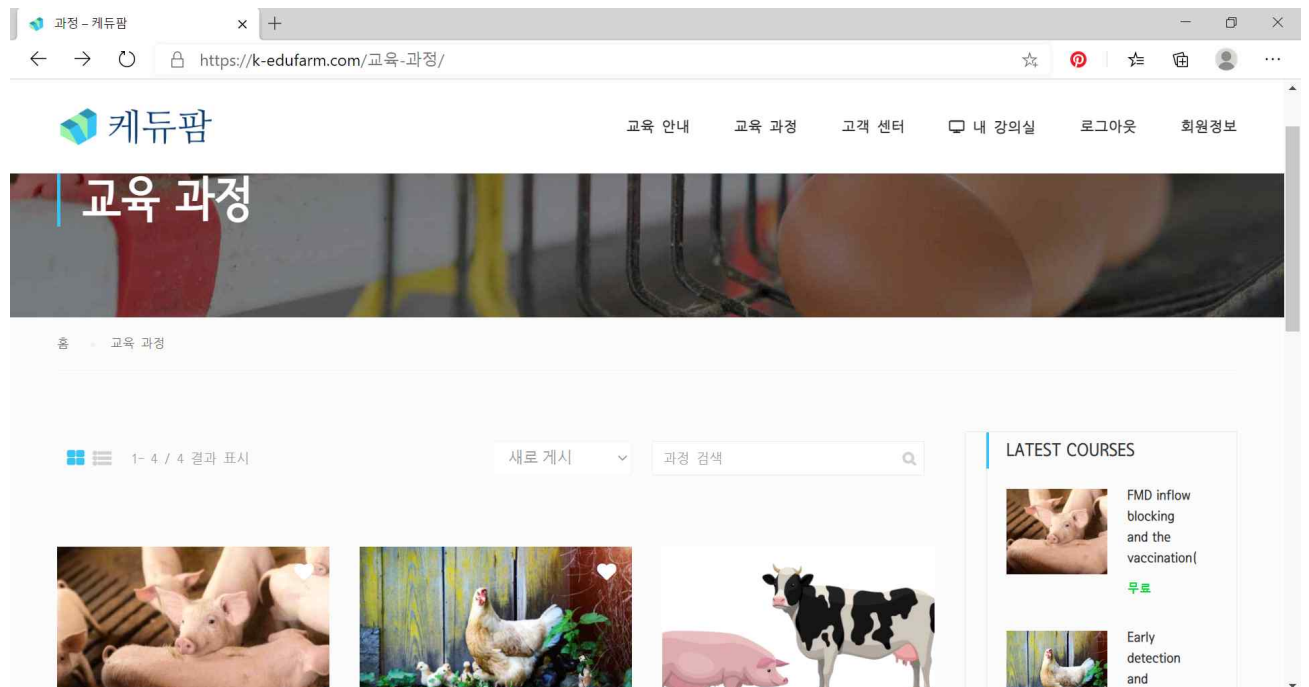 과정 – 케듀팜
https://k-edufarm.com/교육-과정/
케듀팜
교육 안내 교육 과정 고객 센터 내 강의실 로그아웃 회원정보
교육 과정
홈 교육 과정
1- 4 / 4 결과 표시 새로 게시 과정 검색
LATEST COURSES
FMD inflow
blocking
and the
vaccination(
무료
Early
detection
and